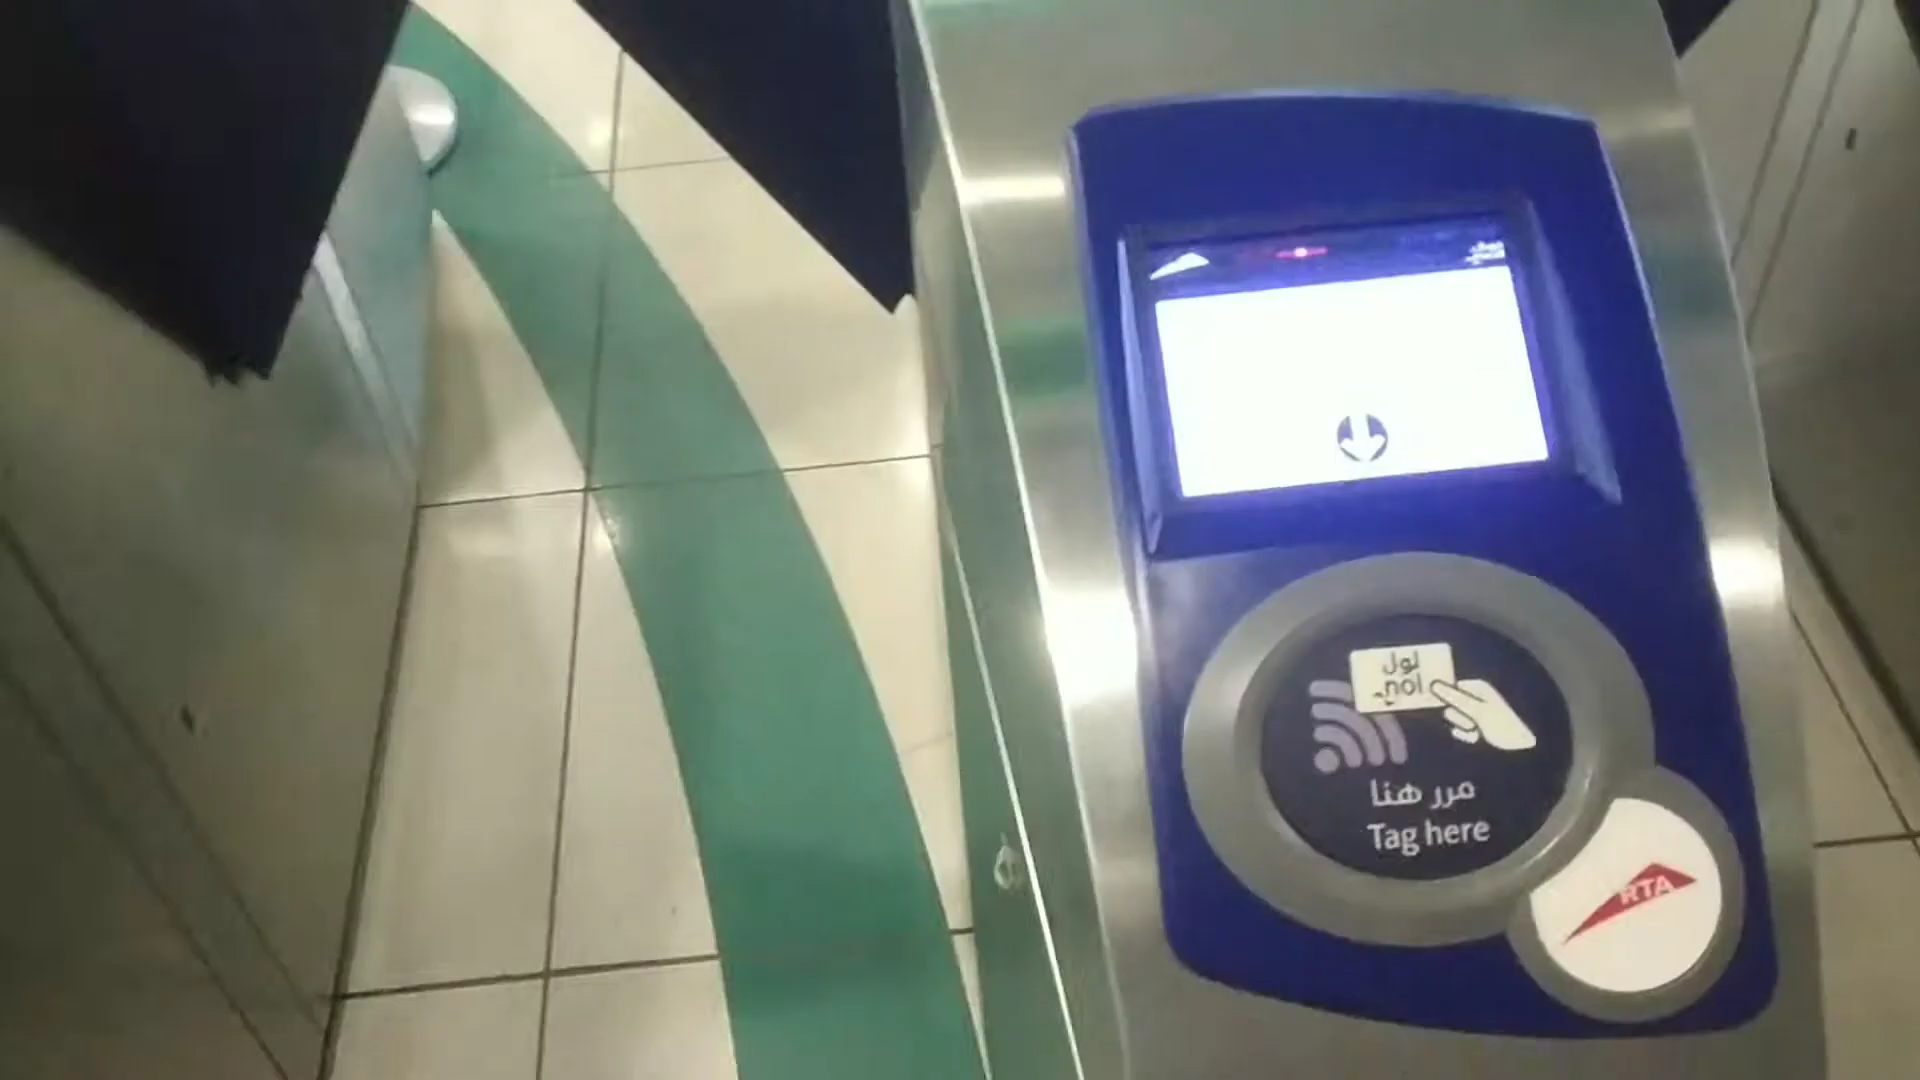 نول
nol
مرر هنا
Tag here
RTA